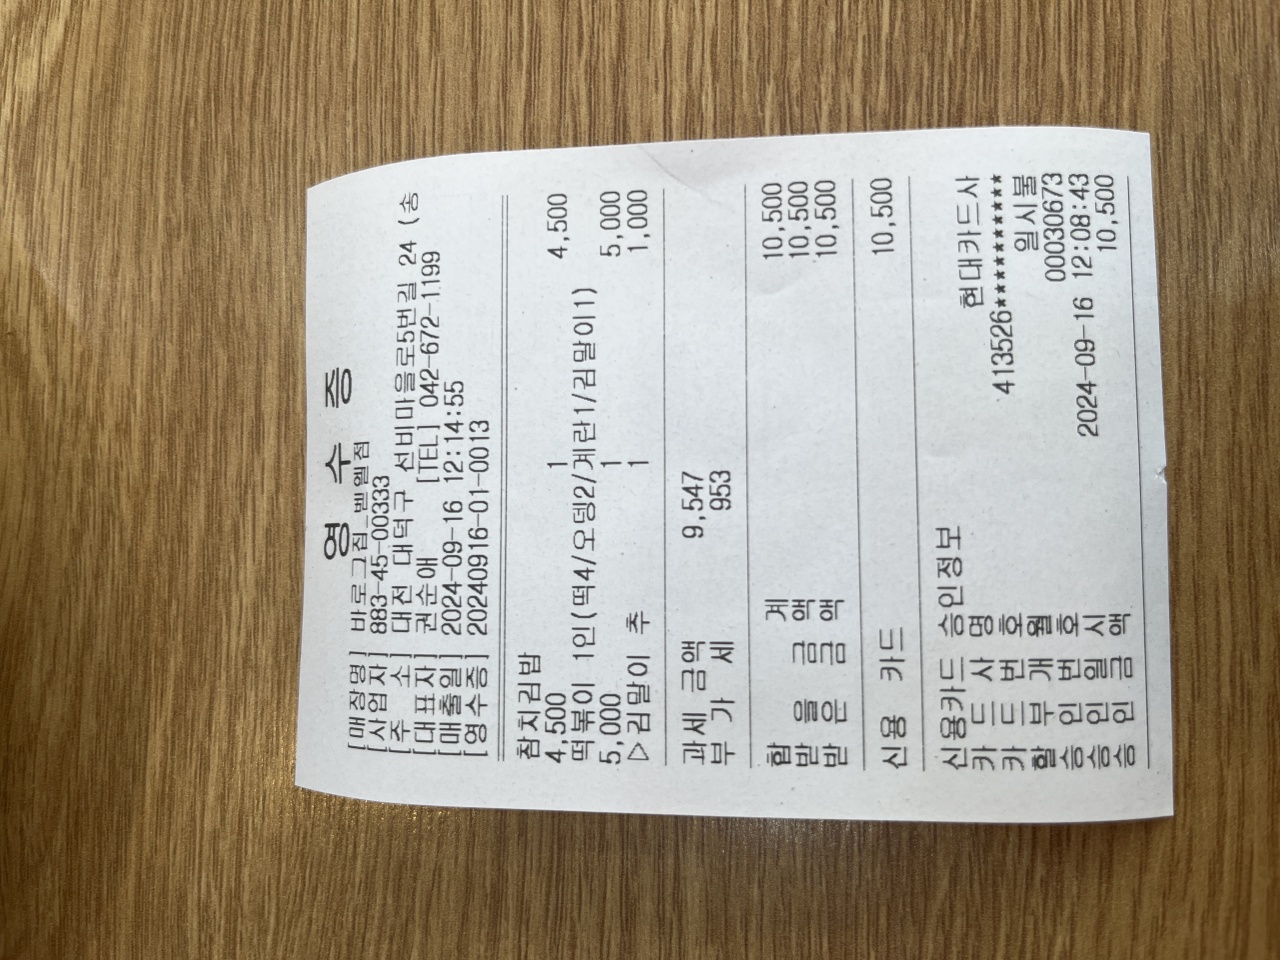 영 수 증
[매장명] 바로그집_벧엘점
[사업자] 883-45-00333
[주 소] 대전 대덕구 선비마을로5번길 24 (송
[대표자] 권순애 [TEL] 042-672-1199
[매출일] 2024-09-16 12:14:55
[영수증] 20240916-01-0013
참치김밥
4,500 1 4,500
떡볶이 1인(떡4/오뎅2/계란1/김말이1)
5,000 1 5,000
▷김말이 추 1 1,000
과세 금액 9,547
부 가 세 953
합 계 10,500
받 을 금 액 10,500
받 은 금 액 10,500
신용 카드 10,500
신용카드 승인정보
카 드 사 명 현대카드사
카 드 번 호 413526**********
할 부 개 월 일시불
승 인 번 호 00030673
승 인 일 시 2024-09-16 12:08:43
승 인 금 액 10,500